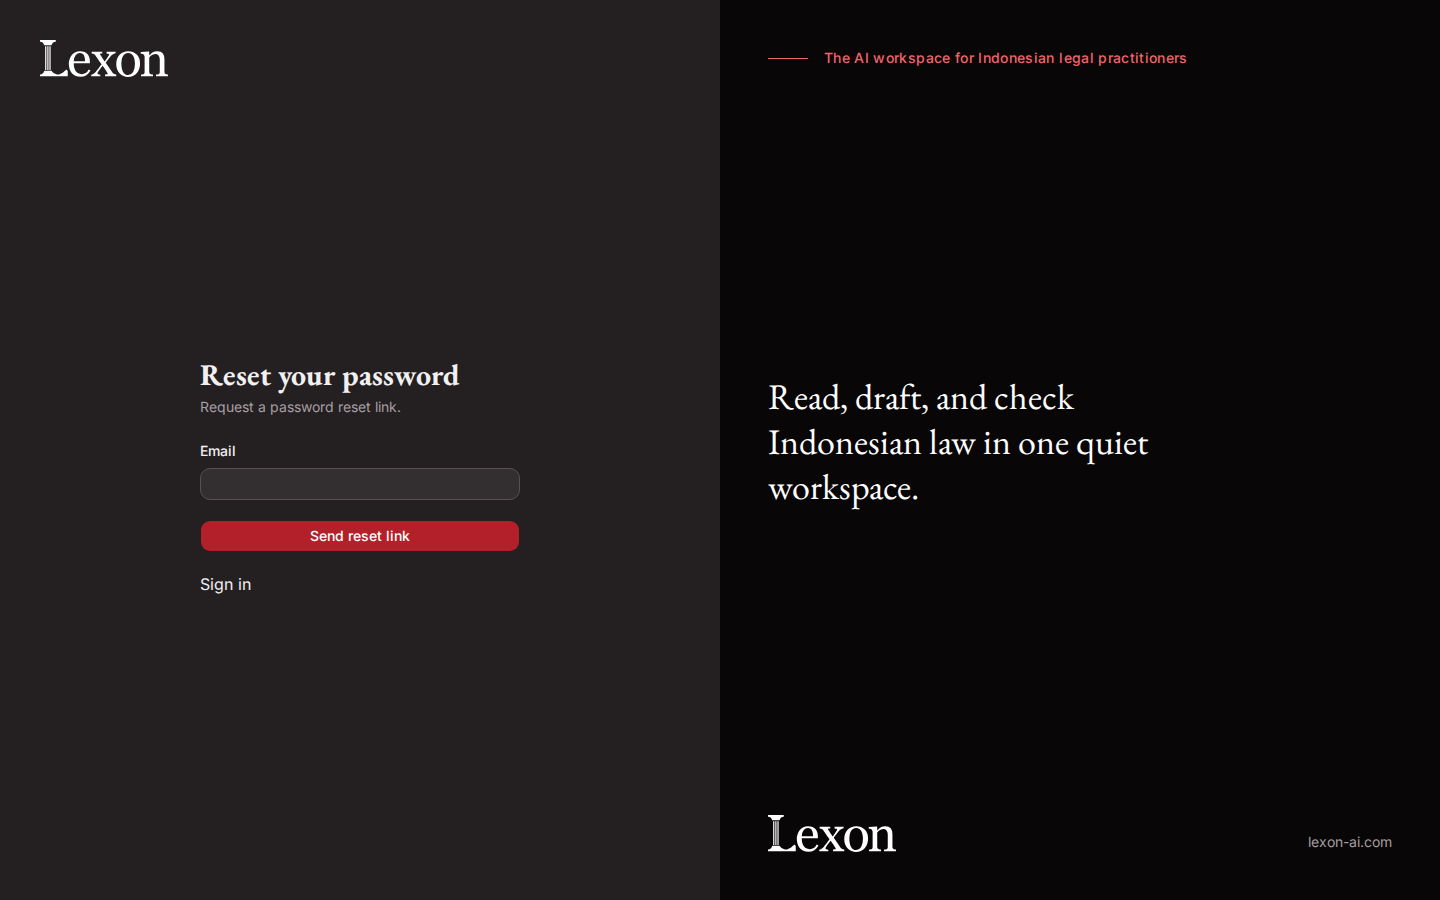 Lexon
Reset your password
Request a password reset link.
Email
Send reset link
Sign in
The AI workspace for Indonesian legal practitioners
Read, draft, and check
Indonesian law in one quiet
workspace.
Lexon
lexon-ai.com